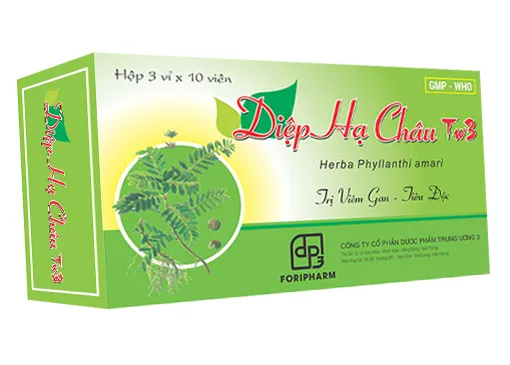 Hộp 3 vỉ x 10 viên
GMP - WHO
Diệp Hạ Châu Tw3
Herba Phyllanthi amari
Trị Viêm Gan - Tiêu Độc
CÔNG TY CỔ PHẦN DƯỢC PHẨM TRUNG ƯƠNG 3
dp3
FORIPHARM
Diệp Hạ Châu Tw3